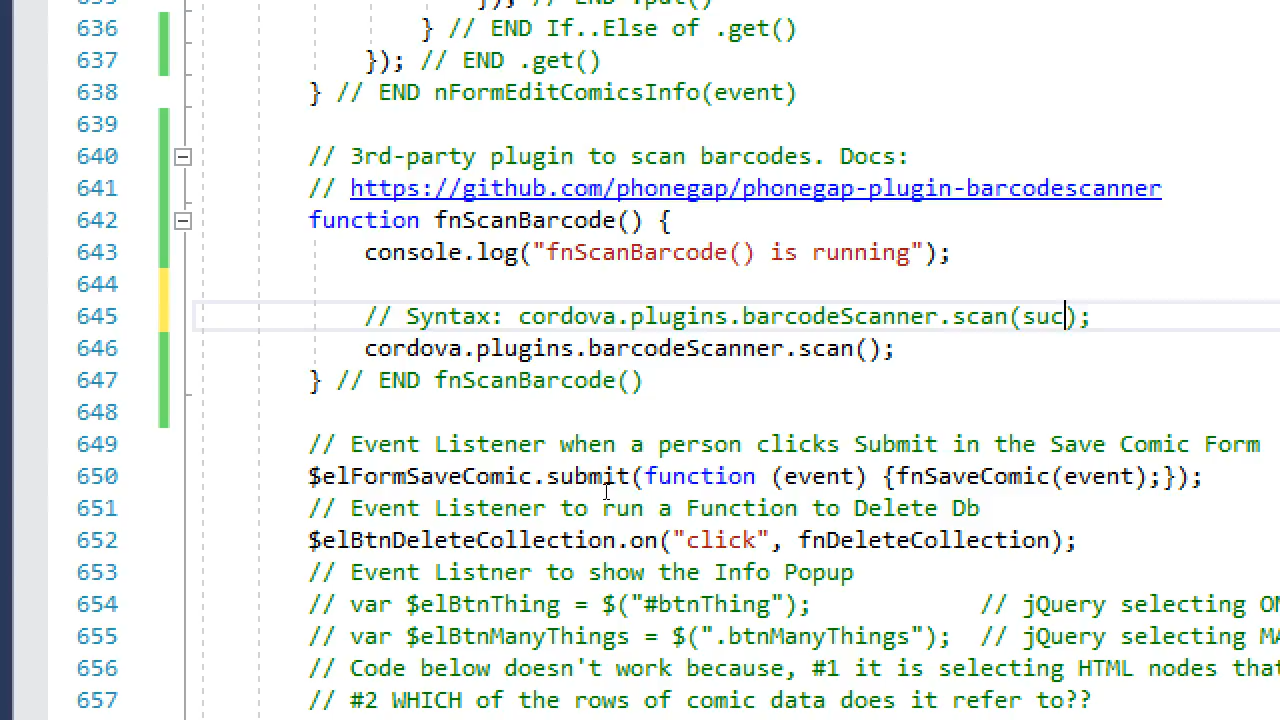 }); // END .put()
636 } // END If..Else of .get()
637 }); // END .get()
638 } // END nFormEditComicsInfo(event)
639
640 // 3rd-party plugin to scan barcodes. Docs:
641 // https://github.com/phonegap/phonegap-plugin-barcodescanner
642 function fnScanBarcode() {
643 console.log("fnScanBarcode() is running");
644
645 // Syntax: cordova.plugins.barcodeScanner.scan(suc);
646 cordova.plugins.barcodeScanner.scan();
647 } // END fnScanBarcode()
648
649 // Event Listener when a person clicks Submit in the Save Comic Form
650 $elFormSaveComic.submit(function (event) {fnSaveComic(event);});
651 // Event Listener to run a Function to Delete Db
652 $elBtnDeleteCollection.on("click", fnDeleteCollection);
653 // Event Listner to show the Info Popup
654 // var $elBtnThing = $("#btnThing"); // jQuery selecting
655 // var $elBtnManyThings = $(".btnManyThings"); // jQuery selecting
656 // Code below doesn't work because, #1 it is selecting HTML nodes
657 // #2 WHICH of the rows of comic data does it refer to??